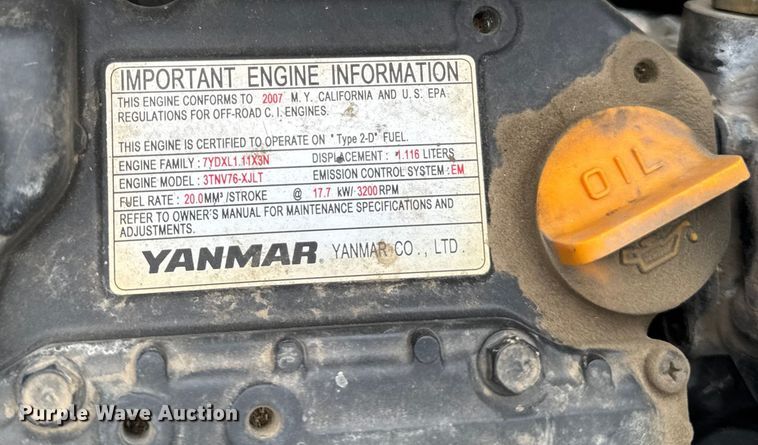 IMPORTANT ENGINE INFORMATION
THIS ENGINE CONFORMS TO 2007 M.Y. CALIFORNIA AND U.S. EPA
REGULATIONS FOR OFF-ROAD C.I. ENGINES.
THIS ENGINE IS CERTIFIED TO OPERATE ON " Type 2-D" FUEL.
ENGINE FAMILY : 7YDXL1.11X3N DISPLACEMENT : 1.116 LITERS
ENGINE MODEL : 3TNV76-XJLT EMISSION CONTROL SYSTEM : EM
FUEL RATE : 20.0MM³/STROKE @ 17.7 kW/ 3200 RPM
REFER TO OWNER'S MANUAL FOR MAINTENANCE SPECIFICATIONS AND
ADJUSTMENTS.
YANMAR YANMAR CO., LTD.
OIL
Purple Wave Auction